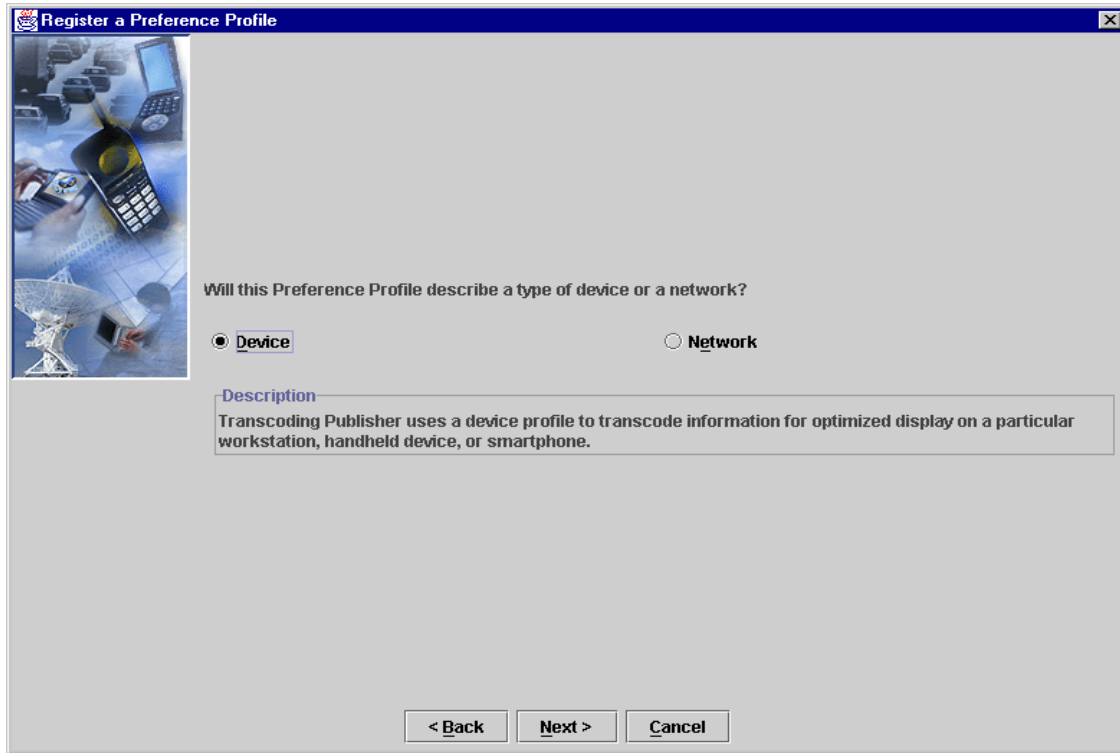 Register a Preference Profile
Will this Preference Profile describe a type of device or a network?
Device
Network
Description
Transcoding Publisher uses a device profile to transcode information for optimized display on a particular
workstation, handheld device, or smartphone.
< Back
Next >
Cancel